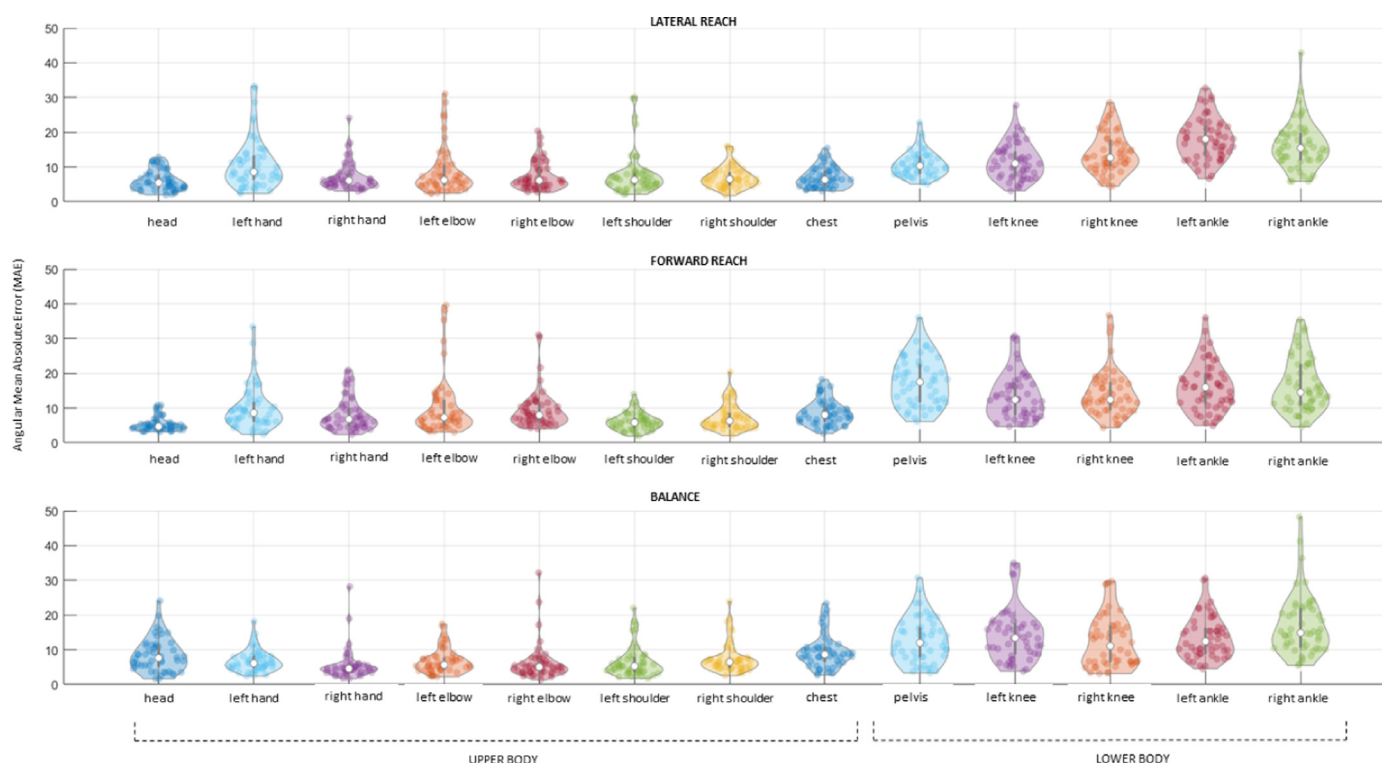 LATERAL REACH
50
40
30
20
10
0
head left hand right hand left elbow right elbow left shoulder right shoulder chest pelvis left knee right knee left ankle right ankle
Angular Mean Absolute Error (MAE)
FORWARD REACH
50
40
30
20
10
0
head left hand right hand left elbow right elbow left shoulder right shoulder chest pelvis left knee right knee left ankle right ankle
BALANCE
50
40
30
20
10
0
head left hand right hand left elbow right elbow left shoulder right shoulder chest pelvis left knee right knee left ankle right ankle
UPPER BODY LOWER BODY